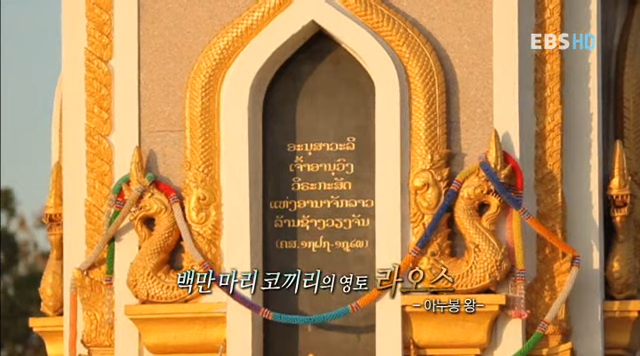 EBS HD
ອະນຸສາວະລີ
ເຈົ້າອານຸວົງ
ວິຣະກະສັດ
ແຫ່ງອານາຈັກລາວ
ລ້ານຊ້າງວຽງຈັນ
백만 마리 코끼리의 영토 라오스
- 아누봉 왕-